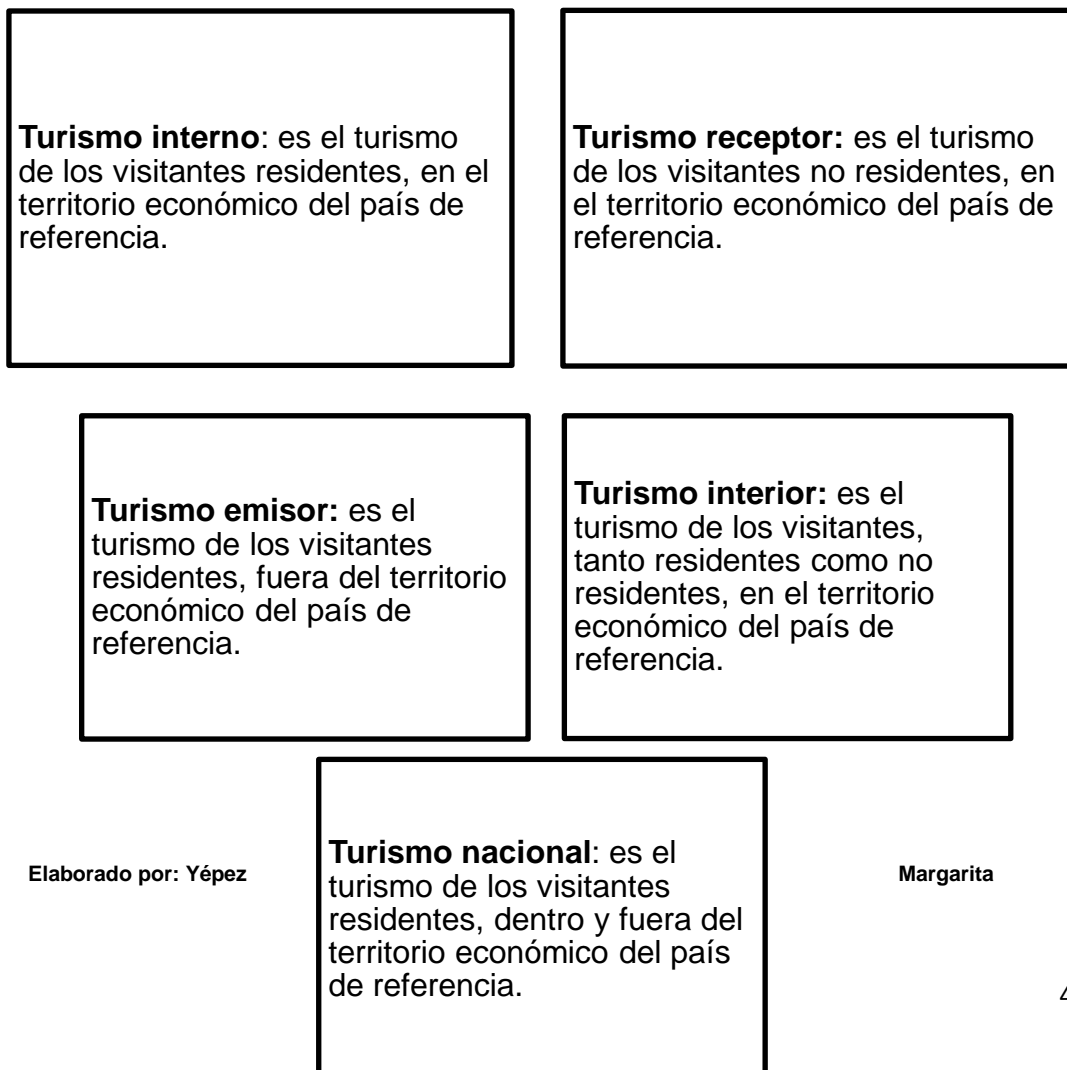 Turismo interno: es el turismo
de los visitantes residentes, en el
territorio económico del país de
referencia.
Turismo receptor: es el turismo
de los visitantes no residentes, en
el territorio económico del país de
referencia.
Turismo emisor: es el
turismo de los visitantes
residentes, fuera del territorio
económico del país de
referencia.
Turismo interior: es el
turismo de los visitantes,
tanto residentes como no
residentes, en el territorio
económico del país de
referencia.
Turismo nacional: es el
turismo de los visitantes
residentes, dentro y fuera del
territorio económico del país
de referencia.
Elaborado por: Yépez
Margarita